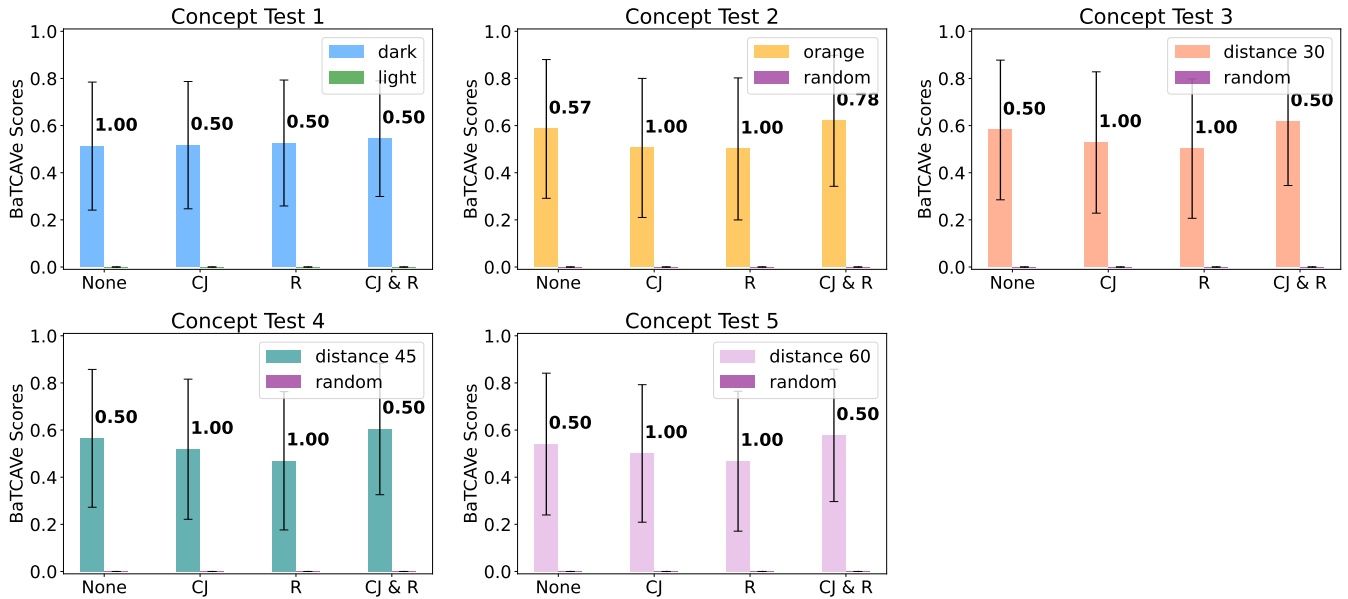 Concept Test 1
BaTCAVe Scores
1.0
0.8
0.6
0.4
0.2
0.0
dark
light
1.00
0.50
0.50
0.50
None CJ R CJ & R
Concept Test 2
BaTCAVe Scores
1.0
0.8
0.6
0.4
0.2
0.0
orange
random
0.57
1.00
1.00
0.78
None CJ R CJ & R
Concept Test 3
BaTCAVe Scores
1.0
0.8
0.6
0.4
0.2
0.0
distance 30
random
0.50
1.00
1.00
0.50
None CJ R CJ & R
Concept Test 4
BaTCAVe Scores
1.0
0.8
0.6
0.4
0.2
0.0
distance 45
random
0.50
1.00
1.00
0.50
None CJ R CJ & R
Concept Test 5
BaTCAVe Scores
1.0
0.8
0.6
0.4
0.2
0.0
distance 60
random
0.50
1.00
1.00
0.50
None CJ R CJ & R